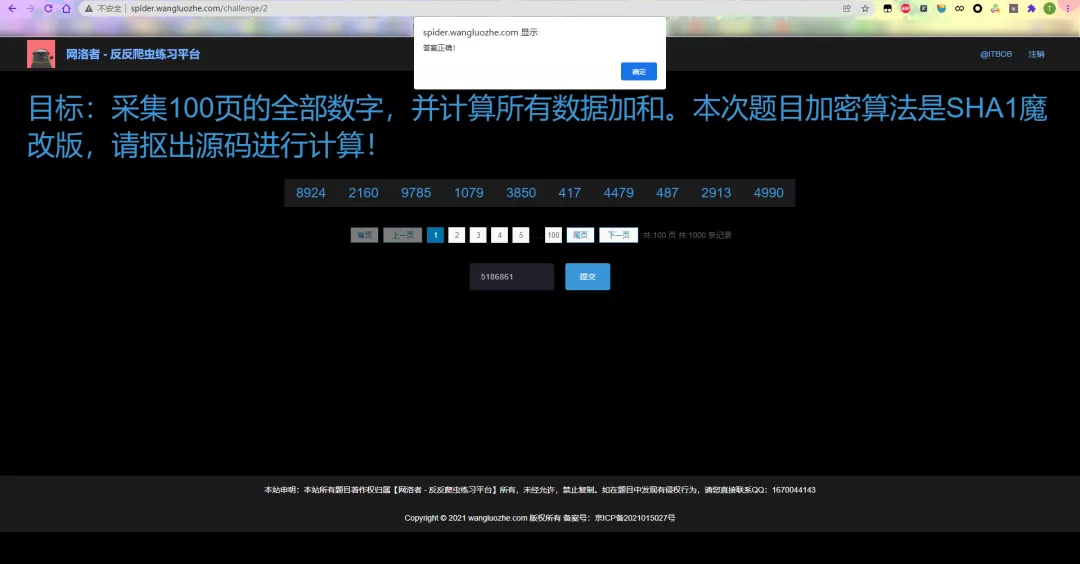 不安全 spider.wangluozhe.com/challenge/2
spider.wangluozhe.com 显示
答案正确!
确定
网洛者 - 反反爬虫练习平台
@ITBOB 注销
目标：采集100页的全部数字，并计算所有数据加和。本次题目加密算法是SHA1魔
改版，请抠出源码进行计算！
8924 2160 9785 1079 3850 417 4479 487 2913 4990
首页 上一页 1 2 3 4 5 ... 100 尾页 下一页 共 100 页 共 1000 条记录
5186861 提交
本站申明：本站所有题目著作权归属【网洛者 - 反反爬虫练习平台】所有，未经允许，禁止复制。如在题目中发现有侵权行为，请您直接联系QQ：1670044143
Copyright © 2021 wangluozhe.com 版权所有 备案号：京ICP备2021015027号